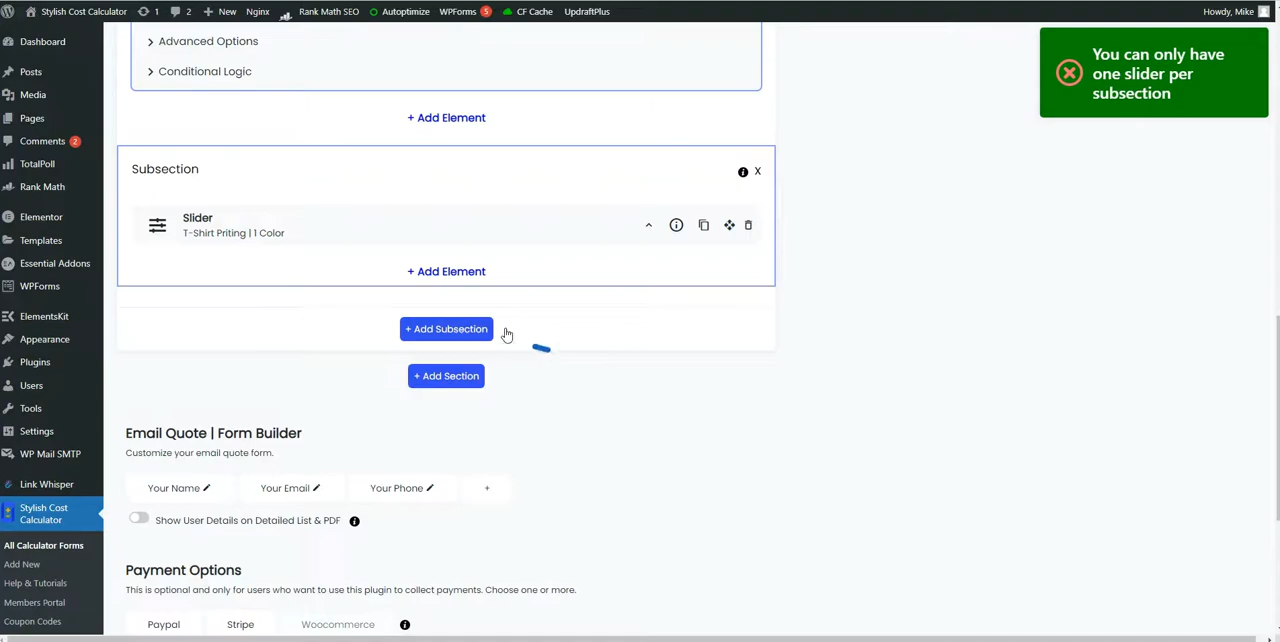 Stylish Cost Calculator 1 2 + New Nginx Rank Math SEO Autoptimize WPForms 5 CF Cache UpdraftPlus Howdy, Mike
Dashboard
Posts
Media
Pages
Comments 2
TotalPoll
Rank Math
Elementor
Templates
Essential Addons
WPForms
ElementsKit
Appearance
Plugins
Users
Tools
Settings
WP Mail SMTP
Link Whisper
Stylish Cost
Calculator
All Calculator Forms
Add New
Help & Tutorials
Members Portal
Coupon Codes
Advanced Options
Conditional Logic
+ Add Element
Subsection
X
Slider
T-Shirt Priting | 1 Color
+ Add Element
+ Add Subsection
+ Add Section
Email Quote | Form Builder
Customize your email quote form.
Your Name Your Email Your Phone +
Show User Details on Detailed List & PDF
Payment Options
This is optional and only for users who want to use this plugin to collect payments. Choose one or more.
Paypal Stripe Woocommerce
You can only have
one slider per
subsection